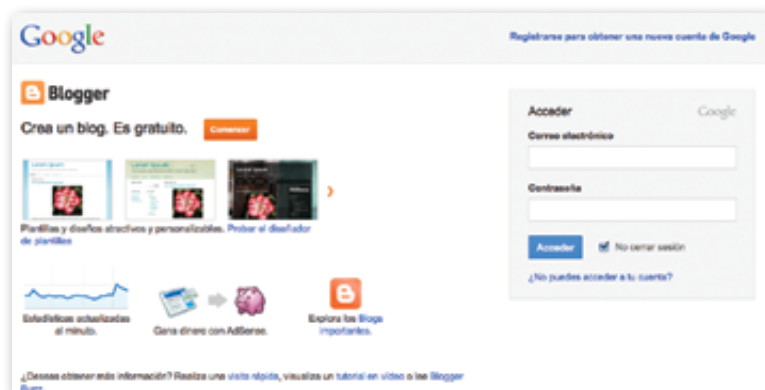 Google
Registrarse para obtener una nueva cuenta de Google
Blogger
Crea un blog. Es gratuito.
Comenzar
Acceder
Google
Correo electrónico
Contraseña
Plantillas y diseños atractivos y personalizables. Probar el diseñador
de plantillas
Acceder
No cerrar sesión
¿No puedes acceder a tu cuenta?
Estadísticas actualizadas
al minuto.
Gana dinero con AdSense.
Explora los Blogs
importantes.
¿Deseas obtener más información? Realiza una visita rápida, visualiza un tutorial en vídeo o lee Blogger
Buzz